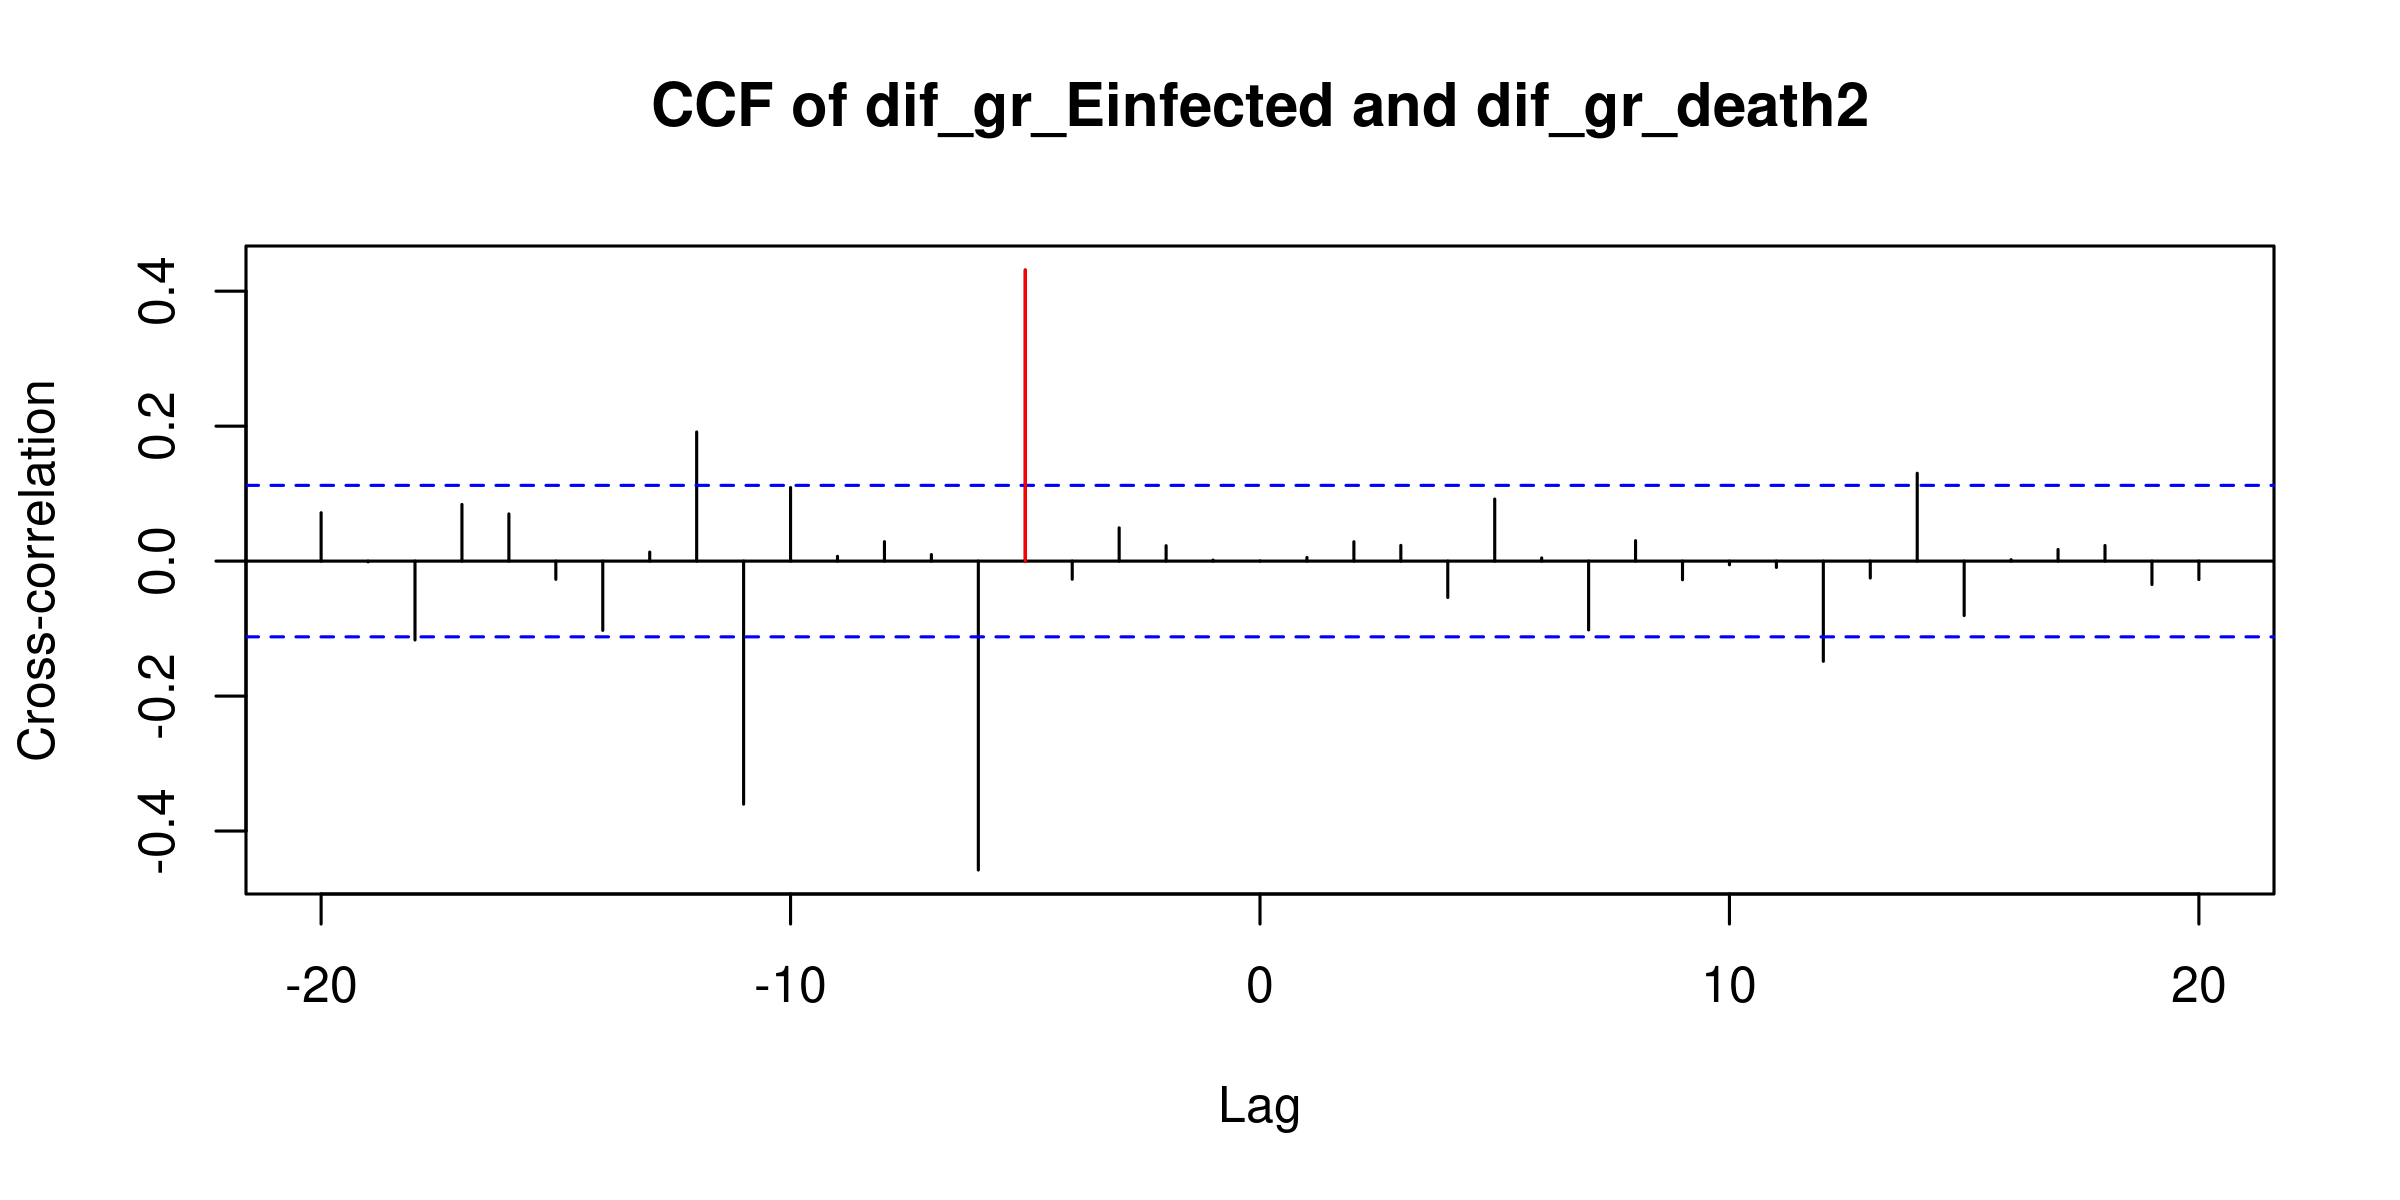 CCF of dif_gr_Einfected and dif_gr_death2
Cross-correlation
0.4
0.2
0.0
-0.2
-0.4
-20 -10 0 10 20
Lag